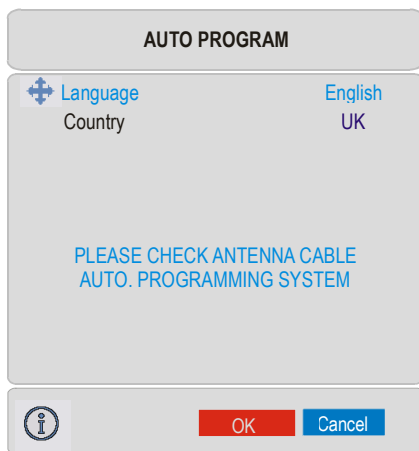 AUTO PROGRAM
Language English
Country UK
PLEASE CHECK ANTENNA CABLE
AUTO. PROGRAMMING SYSTEM
OK Cancel